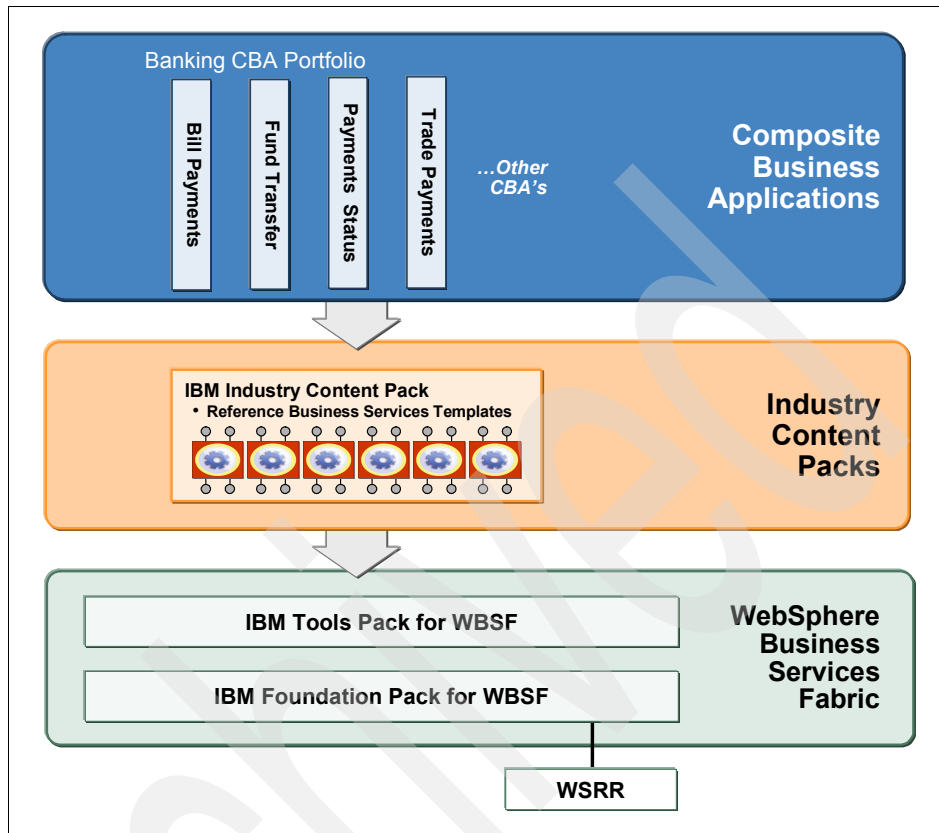 Banking CBA Portfolio
Bill Payments
Fund Transfer
Payments Status
Trade Payments
...Other
CBA's
Composite
Business
Applications
IBM Industry Content Pack
• Reference Business Services Templates
Industry
Content
Packs
IBM Tools Pack for WBSF
IBM Foundation Pack for WBSF
WebSphere
Business
Services
Fabric
WSRR